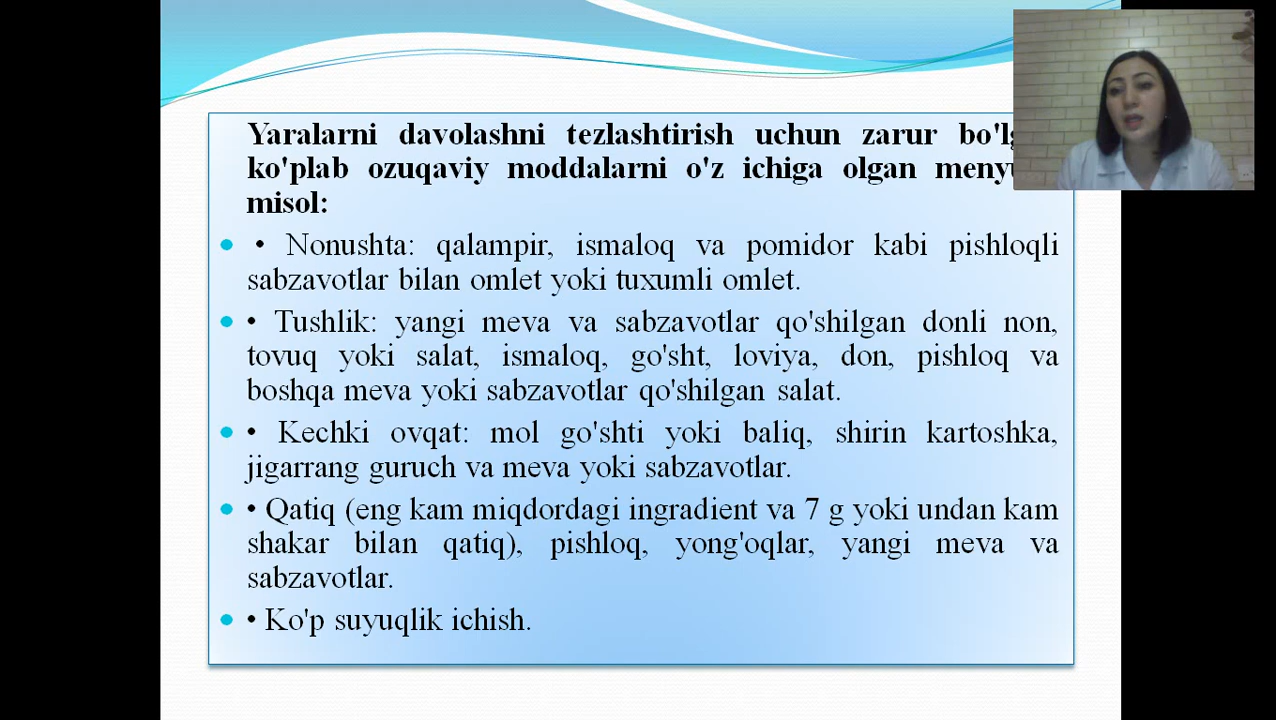 Yaralarni davolashni tezlashtirish uchun zarur
ko'plab ozuqaviy moddalarni o'z ichiga olgan
misol:
• • Nonushta: qalampir, ismaloq va pomidor kabi pishloqli
sabzavotlar bilan omlet yoki tuxumli omlet.
• • Tushlik: yangi meva va sabzavotlar qo'shilgan donli non,
tovuq yoki salat, ismaloq, go'sht, loviya, don, pishloq va
boshqa meva yoki sabzavotlar qo'shilgan salat.
• • Kechki ovqat: mol go'shti yoki baliq, shirin kartoshka,
jigarrang guruch va meva yoki sabzavotlar.
• • Qatiq (eng kam miqdordagi ingradient va 7 g yoki undan kam
shakar bilan qatiq), pishloq, yong'oqlar, yangi meva va
sabzavotlar.
• • Ko'p suyuqlik ichish.